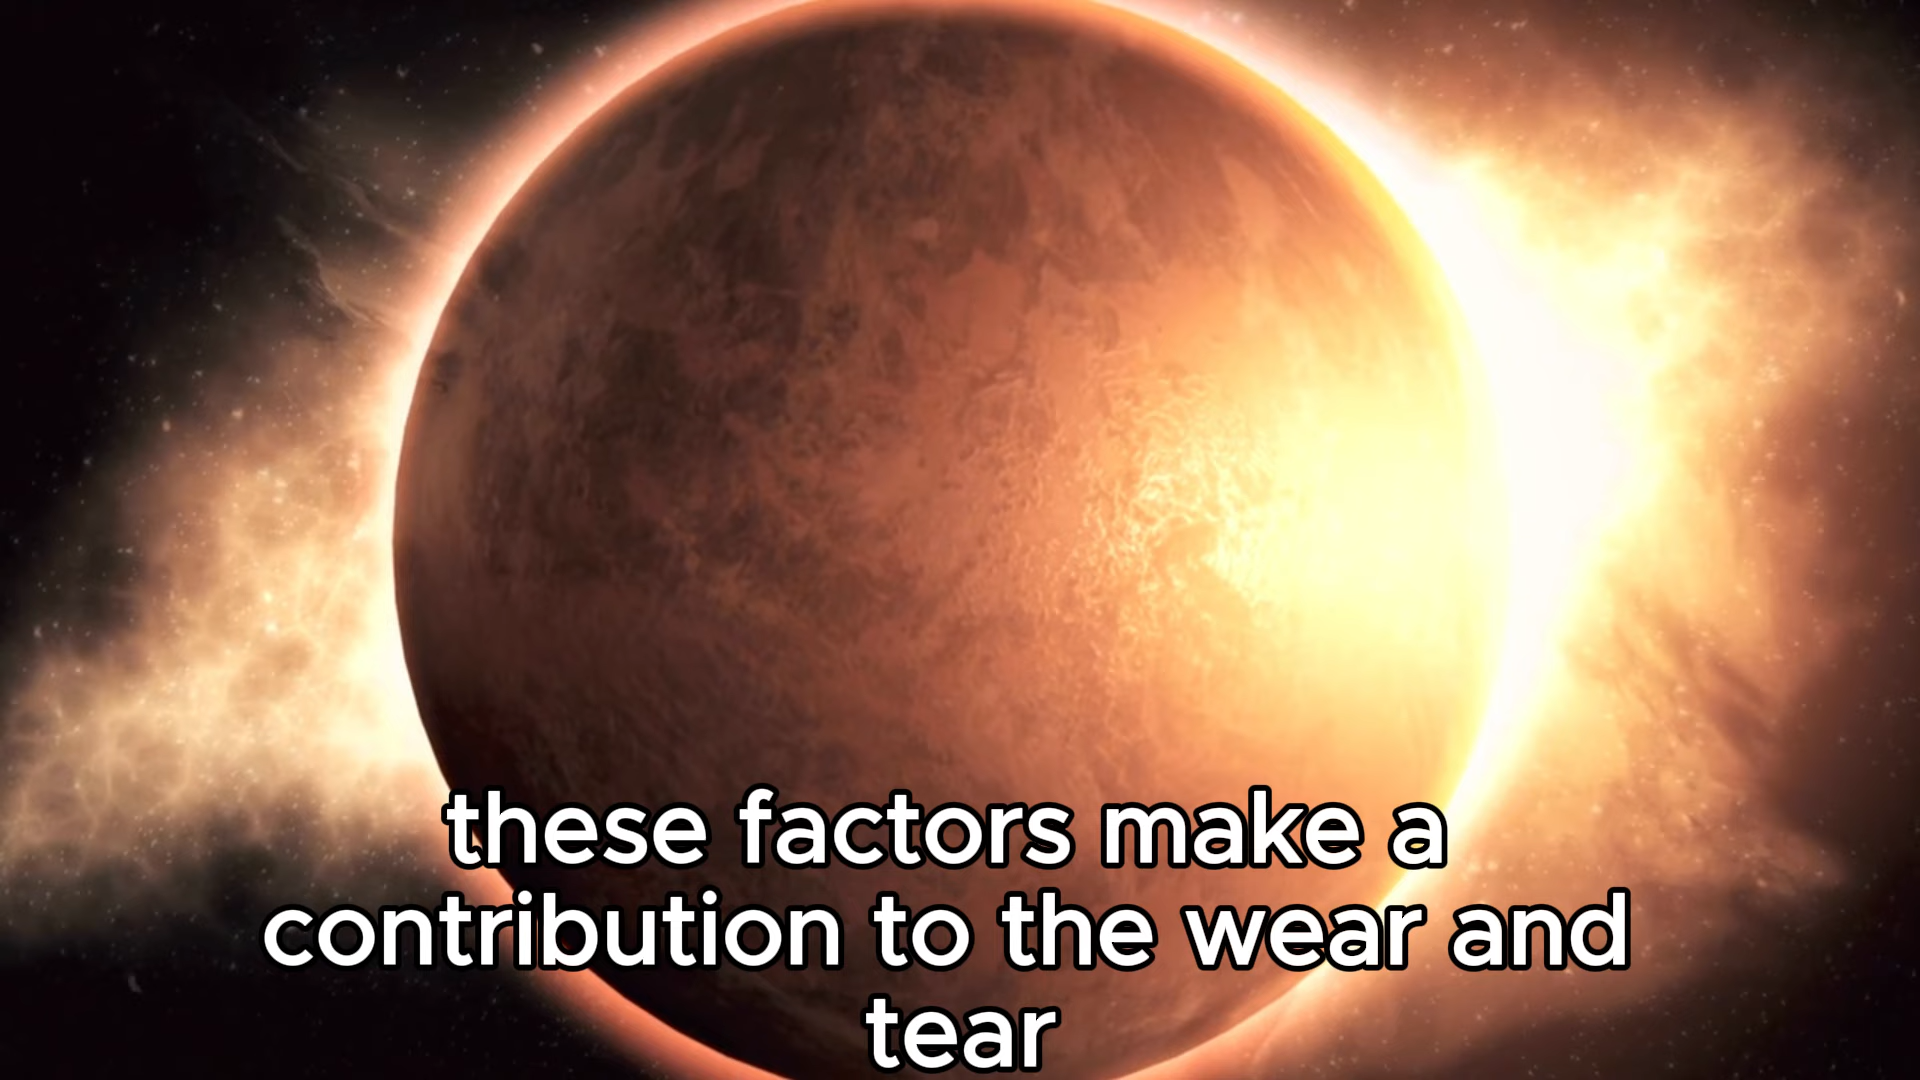 these factors make a
contribution to the wear and
tear